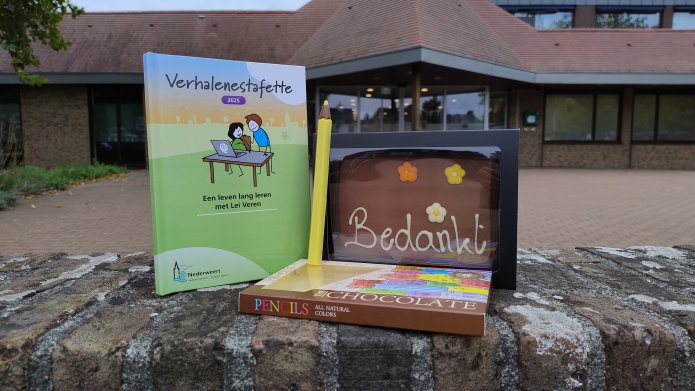 Verhalenestafette
2025
Een leven lang leren
met Lei Veren
Nederweert
Bedankt
PENCILS
ALL NATURAL
COLORS
CHOCOLATE